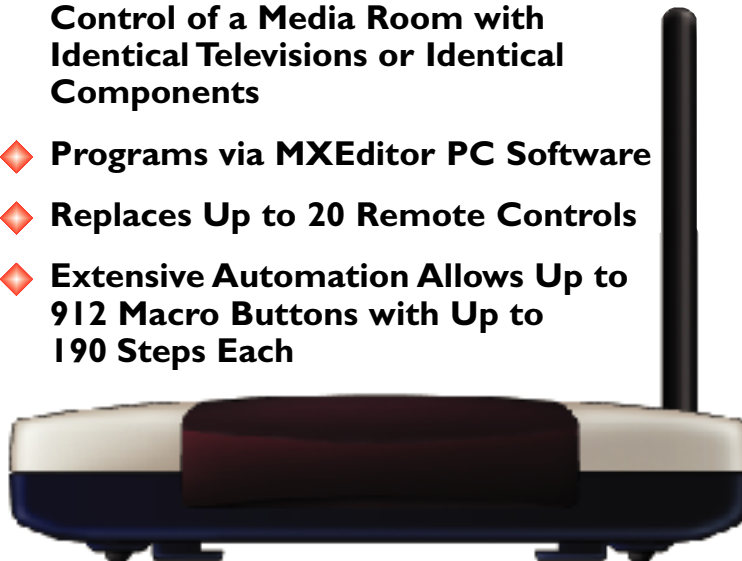 Control of a Media Room with
Identical Televisions or Identical
Components
Programs via MXEditor PC Software
Replaces Up to 20 Remote Controls
Extensive Automation Allows Up to
912 Macro Buttons with Up to
190 Steps Each